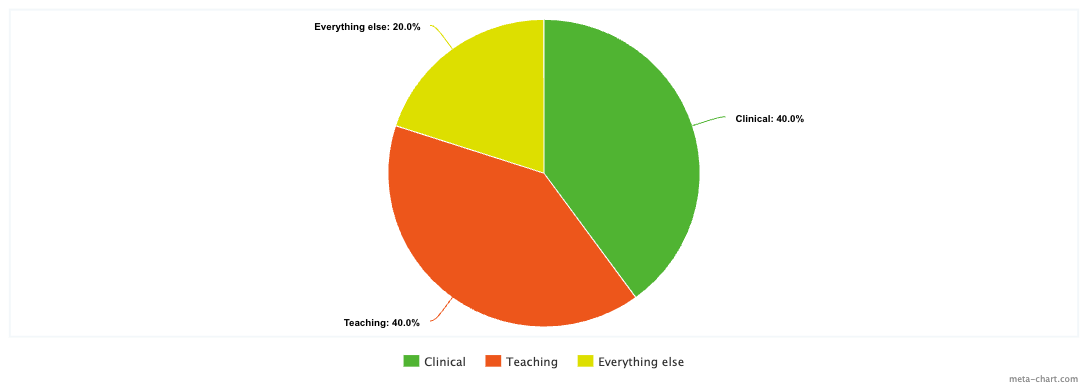 Everything else: 20.0%
Clinical: 40.0%
Teaching: 40.0%
Clinical
Teaching
Everything else
meta-chart.com